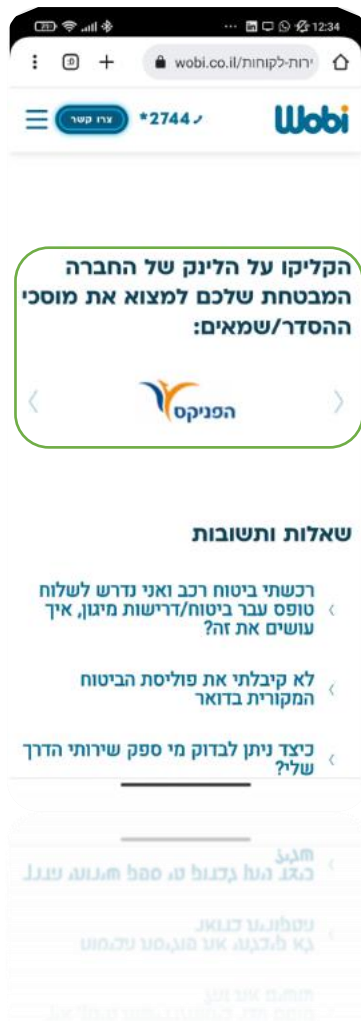 12:34
25
wobi.co.il/ירות-לקוחות
Wobi
*2744
צרו קשר
הקליקו על הלינק של החברה
המבטחת שלכם למצוא את מוסכי
ההסדר/שמאים:
הפניקס
שאלות ותשובות
רכשתי ביטוח רכב ואני נדרש לשלוח
טופס עבר ביטוח/דרישות מיגון, איך
עושים את זה?
לא קיבלתי את פוליסת הביטוח
המקורית בדואר
כיצד ניתן לבדוק מי ספק שירותי הדרך
שלי?